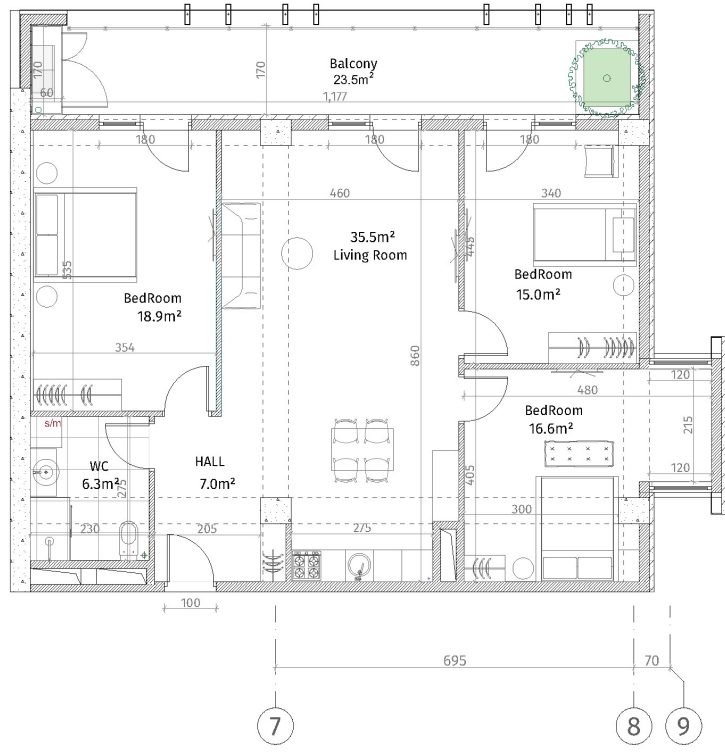 170
60
170
Balcony
23.5m²
1,177
180
180
180
460
340
35.5m²
Living Room
445
535
BedRoom
18.9m²
BedRoom
15.0m²
354
860
120
480
s/m
BedRoom
16.6m²
215
WC
6.3m²
275
HALL
7.0m²
405
120
300
230
205
275
100
695
70
7
8
9